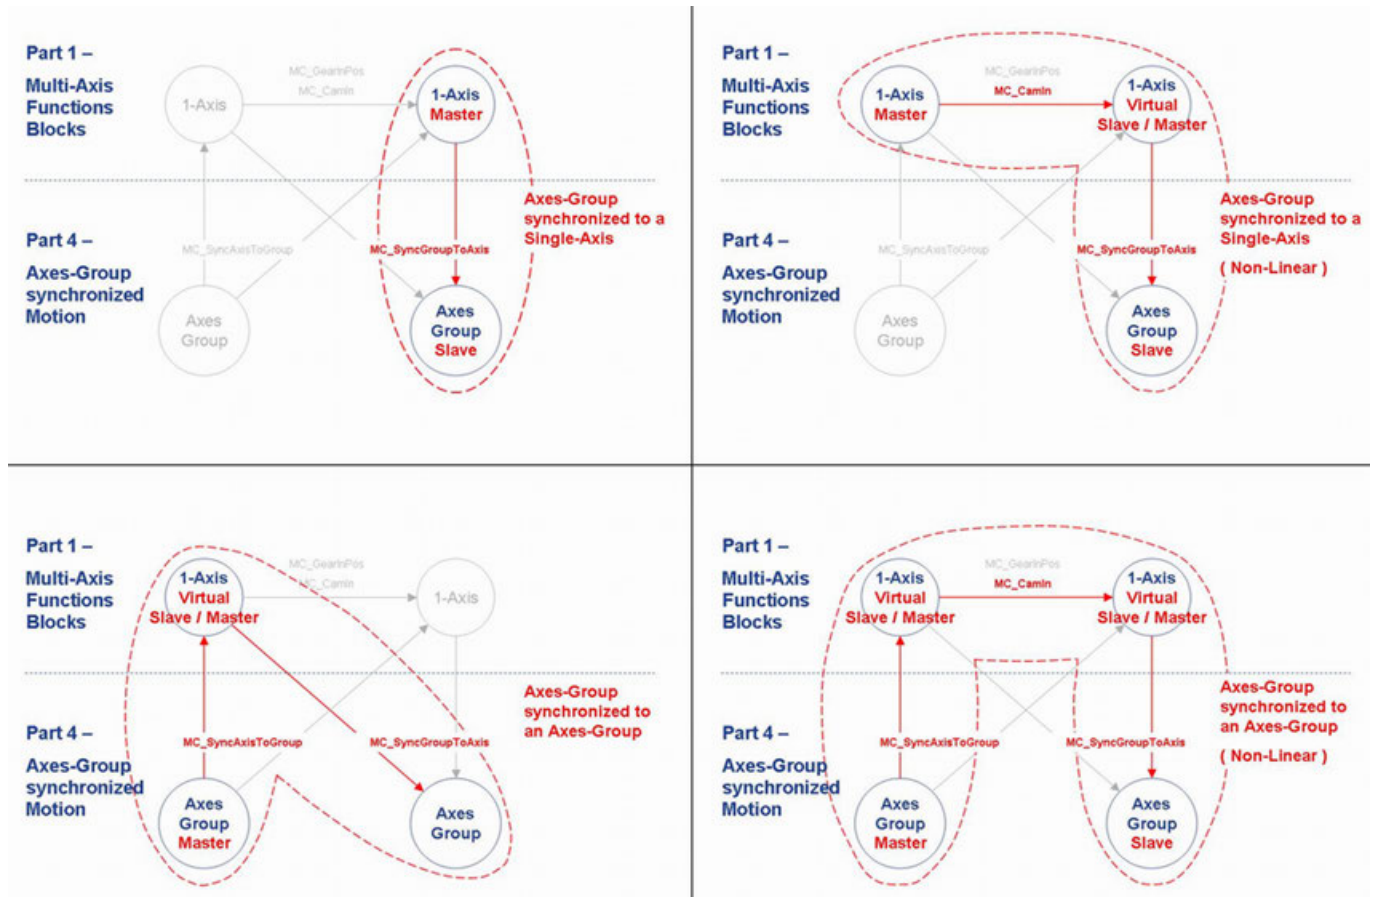 Part 1 –
Multi-Axis
Functions
Blocks
1-Axis
MC_GearInPos
MC_CamIn
1-Axis
Master
Axes-Group
synchronized to a
Single-Axis
Part 4 –
Axes-Group
synchronized
Motion
MC_SyncAxisToGroup
MC_SyncGroupToAxis
Axes
Group
Axes
Group
Slave
Part 1 –
Multi-Axis
Functions
Blocks
1-Axis
Master
MC_GearInPos
MC_CamIn
1-Axis
Virtual
Slave / Master
Axes-Group
synchronized to a
Single-Axis
( Non-Linear )
Part 4 –
Axes-Group
synchronized
Motion
MC_SyncAxisToGroup
MC_SyncGroupToAxis
Axes
Group
Axes
Group
Slave
Part 1 –
Multi-Axis
Functions
Blocks
1-Axis
Virtual
Slave / Master
MC_GearInPos
MC_CamIn
1-Axis
Axes-Group
synchronized to
an Axes-Group
Part 4 –
Axes-Group
synchronized
Motion
MC_SyncAxisToGroup
MC_SyncGroupToAxis
Axes
Group
Master
Axes
Group
Part 1 –
Multi-Axis
Functions
Blocks
1-Axis
Virtual
Slave / Master
MC_GearInPos
MC_CamIn
1-Axis
Virtual
Slave / Master
Axes-Group
synchronized to
an Axes-Group
( Non-Linear )
Part 4 –
Axes-Group
synchronized
Motion
MC_SyncAxisToGroup
MC_SyncGroupToAxis
Axes
Group
Master
Axes
Group
Slave